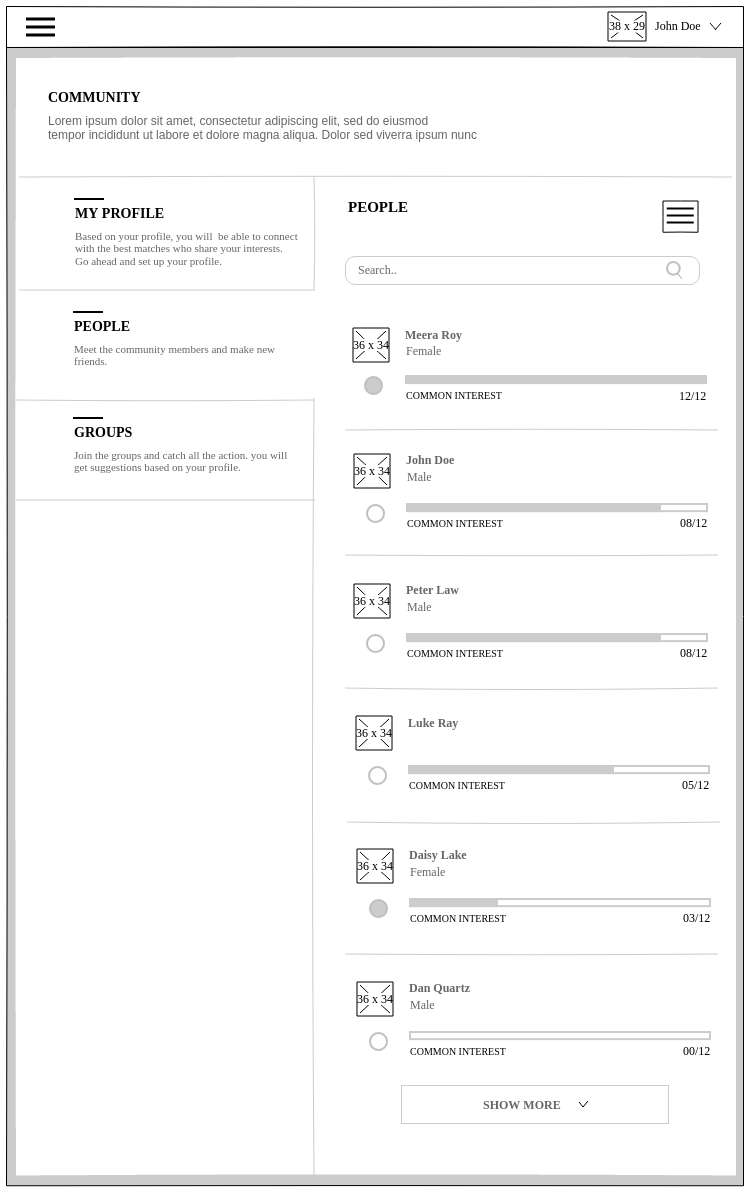 38 x 29 John Doe
COMMUNITY
Lorem ipsum dolor sit amet, consectetur adipiscing elit, sed do eiusmod
tempor incididunt ut labore et dolore magna aliqua. Dolor sed viverra ipsum nunc
MY PROFILE
Based on your profile, you will  be able to connect
with the best matches who share your interests.
Go ahead and set up your profile.
PEOPLE
Meet the community members and make new
friends.
GROUPS
Join the groups and catch all the action. you will
get suggestions based on your profile.
PEOPLE
Search..
36 x 34
Meera Roy
Female
COMMON INTEREST 12/12
36 x 34
John Doe
Male
COMMON INTEREST 08/12
36 x 34
Peter Law
Male
COMMON INTEREST 08/12
36 x 34
Luke Ray
COMMON INTEREST 05/12
36 x 34
Daisy Lake
Female
COMMON INTEREST 03/12
36 x 34
Dan Quartz
Male
COMMON INTEREST 00/12
SHOW MORE